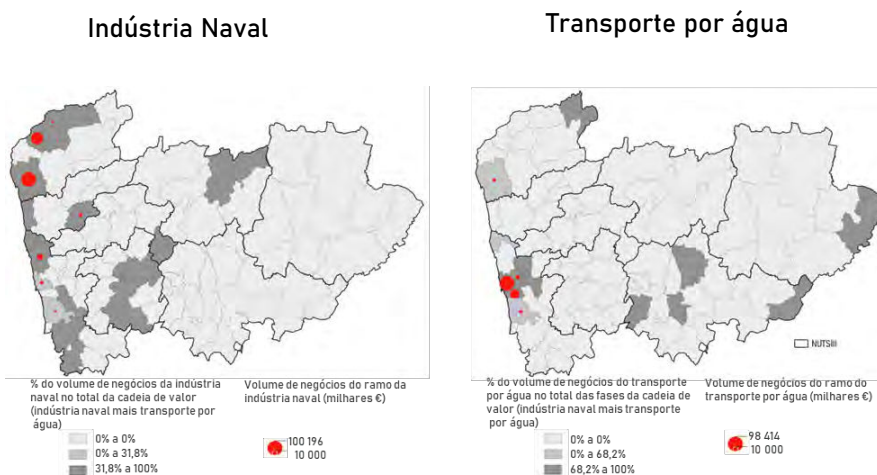 Indústria Naval
Transporte por água
NUTSiii
% do volume de negócios da indústria
naval no total da cadeia de valor
(indústria naval mais transporte por
água)
0% a 0%
0% a 31,8%
31,8% a 100%
Volume de negócios do ramo da
indústria naval (milhares €)
100 196
10 000
% do volume de negócios do transporte
por água no total das fases da cadeia de
valor (indústria naval mais transporte
por água)
0% a 0%
0% a 68,2%
68,2% a 100%
Volume de negócios do ramo do
transporte por água (milhares €)
98 414
10 000